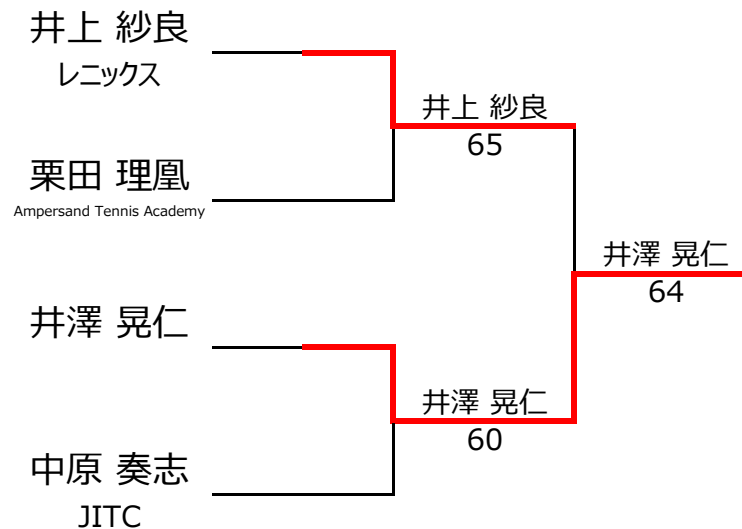 井上 紗良
レニックス
井上 紗良
65
栗田 理凰
Ampersand Tennis Academy
井澤 晃仁
64
井澤 晃仁
井澤 晃仁
60
中原 奏志
JITC